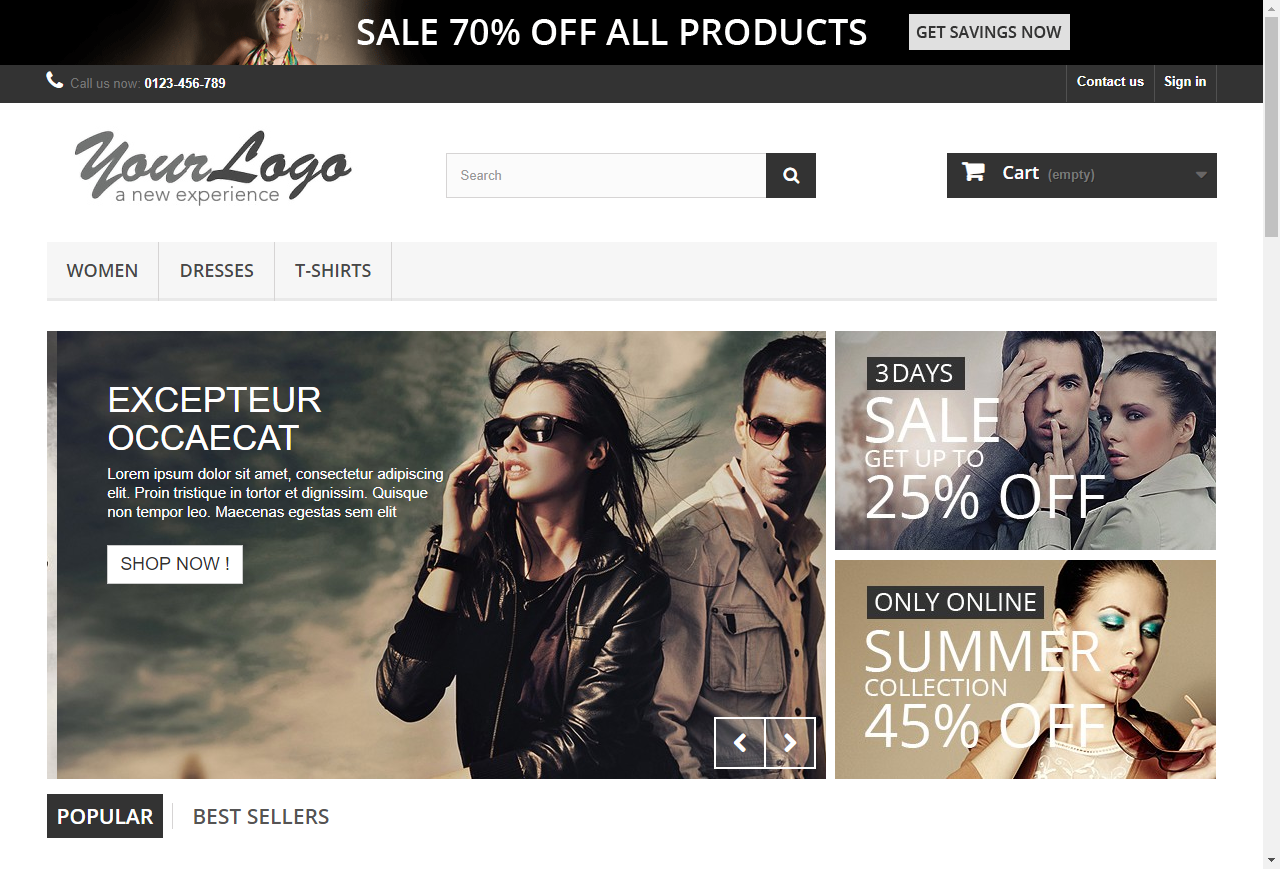 SALE 70% OFF ALL PRODUCTS
GET SAVINGS NOW
Call us now: 0123-456-789
Contact us
Sign in
YourLogo
a new experience
Search
Cart (empty)
WOMEN
DRESSES
T-SHIRTS
EXCEPTEUR
OCCAECAT
Lorem ipsum dolor sit amet, consectetur adipiscing
elit. Proin tristique in tortor et dignissim. Quisque
non tempor leo. Maecenas egestas sem elit
SHOP NOW !
3 DAYS
SALE
GET UP TO
25% OFF
ONLY ONLINE
SUMMER
COLLECTION
45% OFF
POPULAR
BEST SELLERS